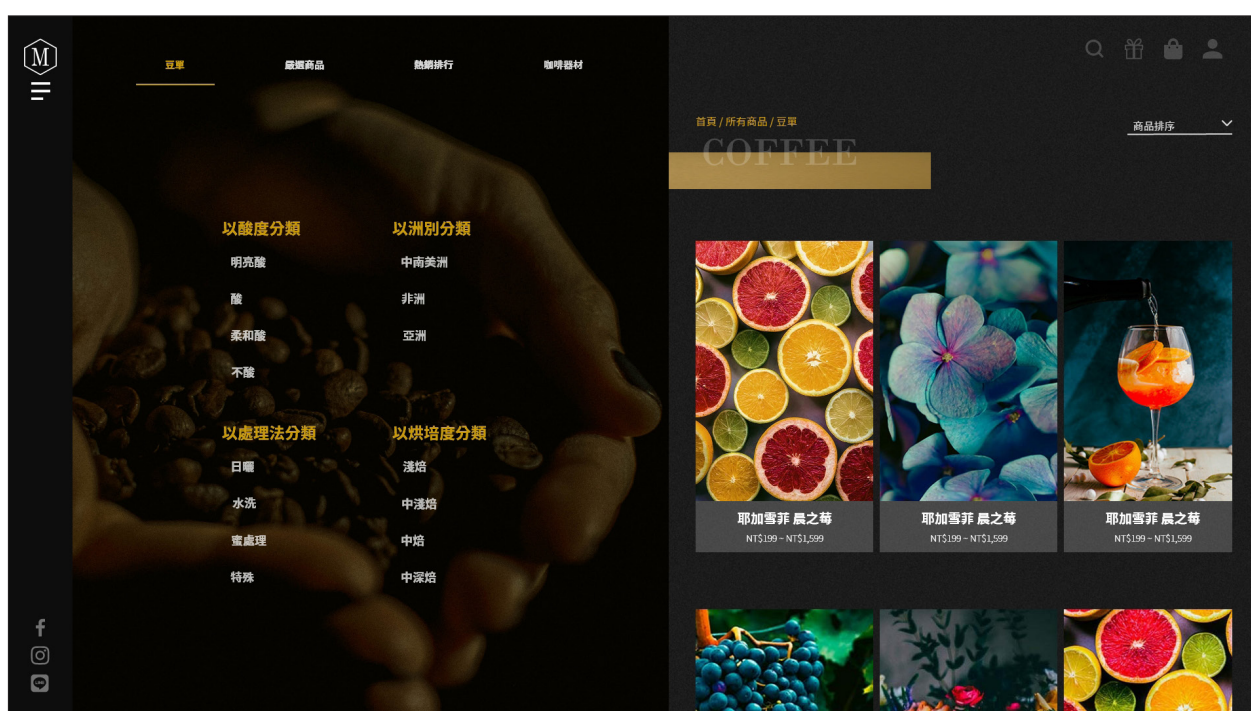 M
豆單
嚴選商品
熱銷排行
咖啡器材
首頁 / 所有商品 / 豆單
商品排序
COFFEE
以酸度分類
明亮酸
酸
柔和酸
不酸
以洲別分類
中南美洲
非洲
亞洲
以處理法分類
日曬
水洗
蜜處理
特殊
以烘培度分類
淺焙
中淺焙
中焙
中深焙
耶加雪菲 晨之莓
NT$199 ~ NT$1,599
耶加雪菲 晨之莓
NT$199 ~ NT$1,599
耶加雪菲 晨之莓
NT$199 ~ NT$1,599
LINE